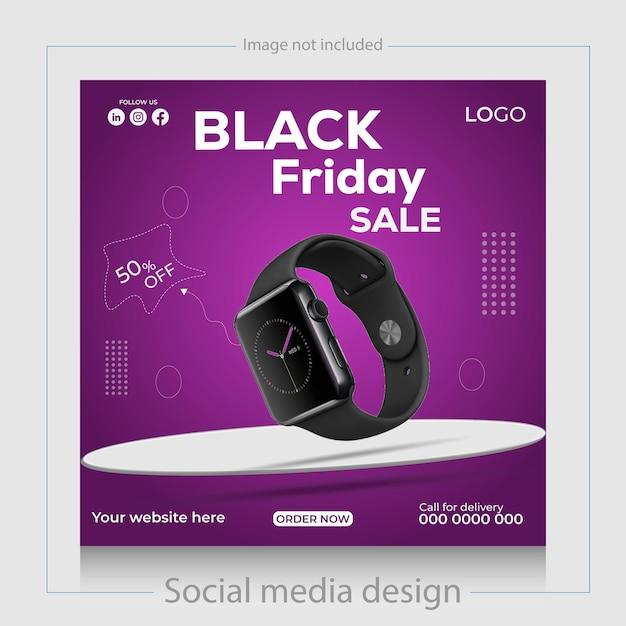 Image not included
FOLLOW US
LOGO
BLACK
Friday
SALE
50%
OFF
Your website here
ORDER NOW
Call for delivery
000 0000 000
Social media design